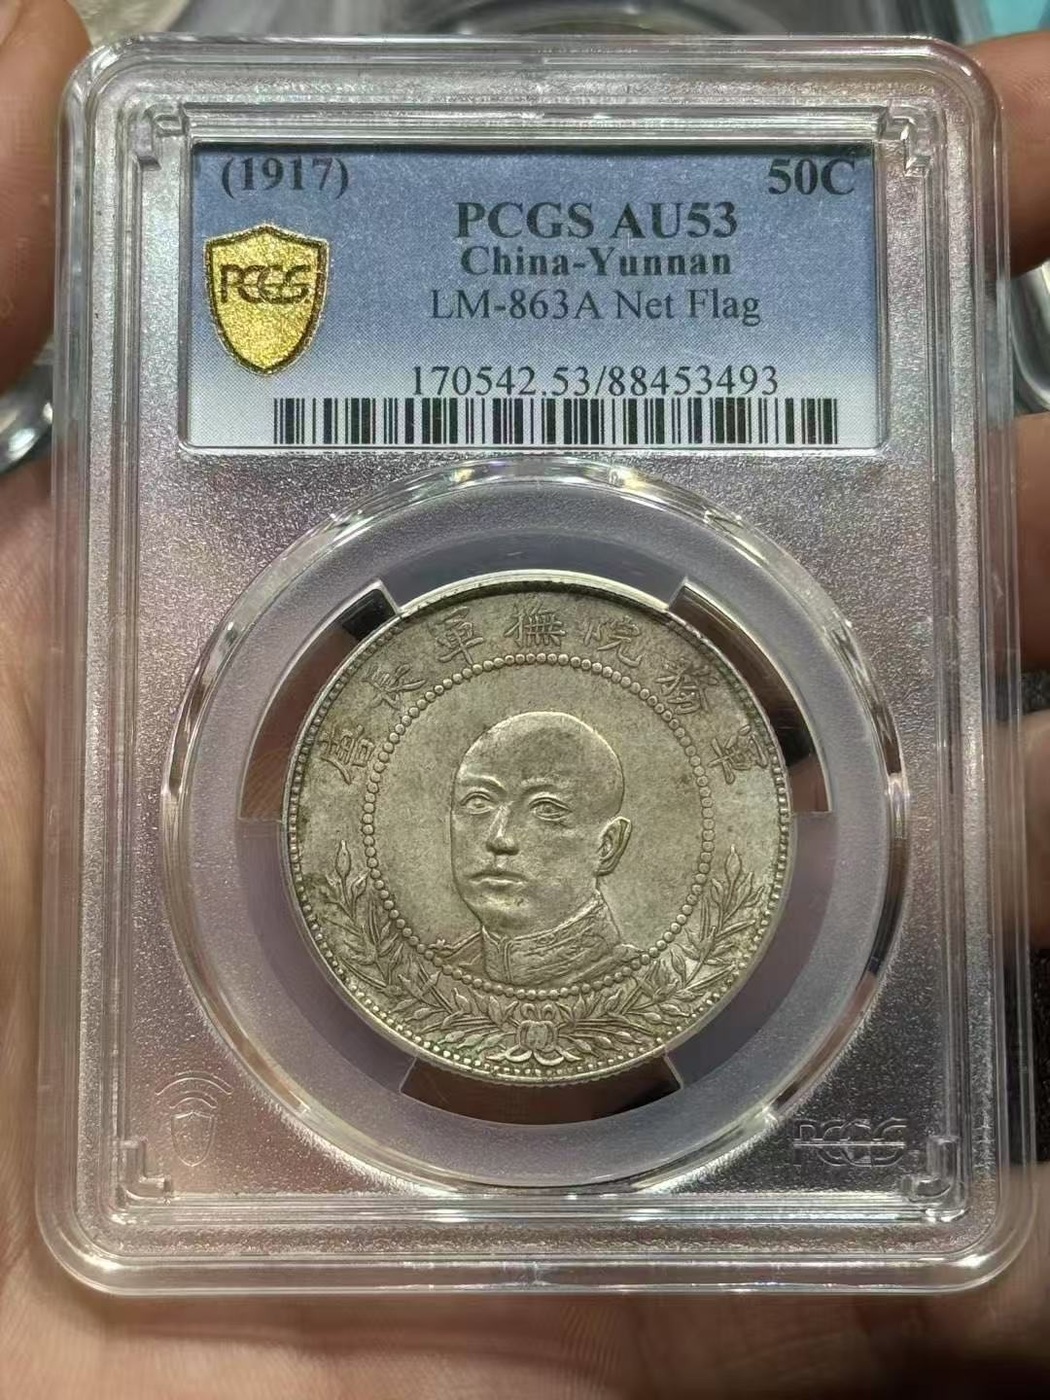 (1917) 50C
PCGS AU53
China-Yunnan
PCGS
LM-863A Net Flag
170542.53/88453493
軍務院撫軍長唐
PCGS